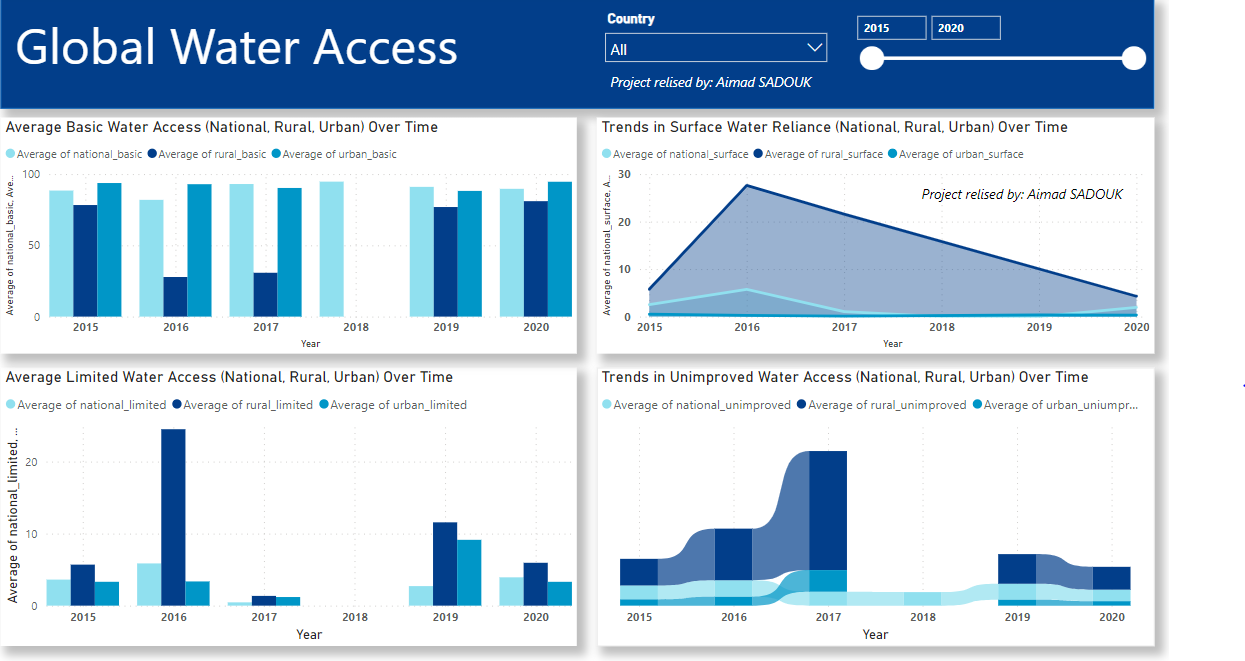 Global Water Access
Country
All
Project relised by: Aimad SADOUK
2015 2020
Average Basic Water Access (National, Rural, Urban) Over Time
Average of national_basic Average of rural_basic Average of urban_basic
Average of national_basic, Ave...
100
50
0
2015 2016 2017 2018 2019 2020
Year
Trends in Surface Water Reliance (National, Rural, Urban) Over Time
Average of national_surface Average of rural_surface Average of urban_surface
Project relised by: Aimad SADOUK
Average of national_surface, A...
30
20
10
0
2015 2016 2017 2018 2019 2020
Year
Average Limited Water Access (National, Rural, Urban) Over Time
Average of national_limited Average of rural_limited Average of urban_limited
Average of national_limited, ...
20
10
0
2015 2016 2017 2018 2019 2020
Year
Trends in Unimproved Water Access (National, Rural, Urban) Over Time
Average of national_unimproved Average of rural_unimproved Average of urban_uniumpr...
2015 2016 2017 2018 2019 2020
Year